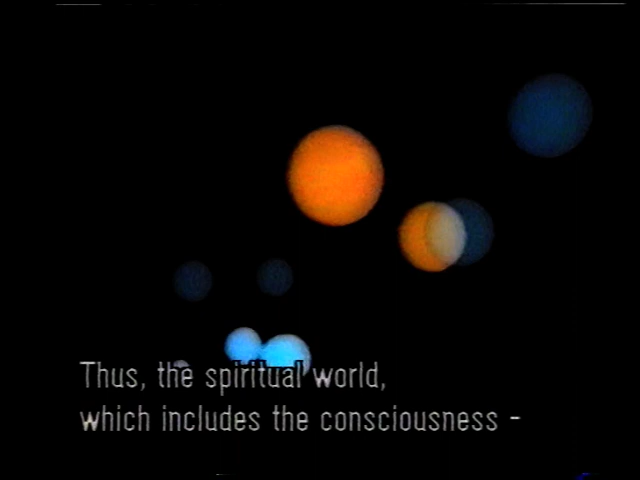 Thus, the spiritual world,
which includes the consciousness -